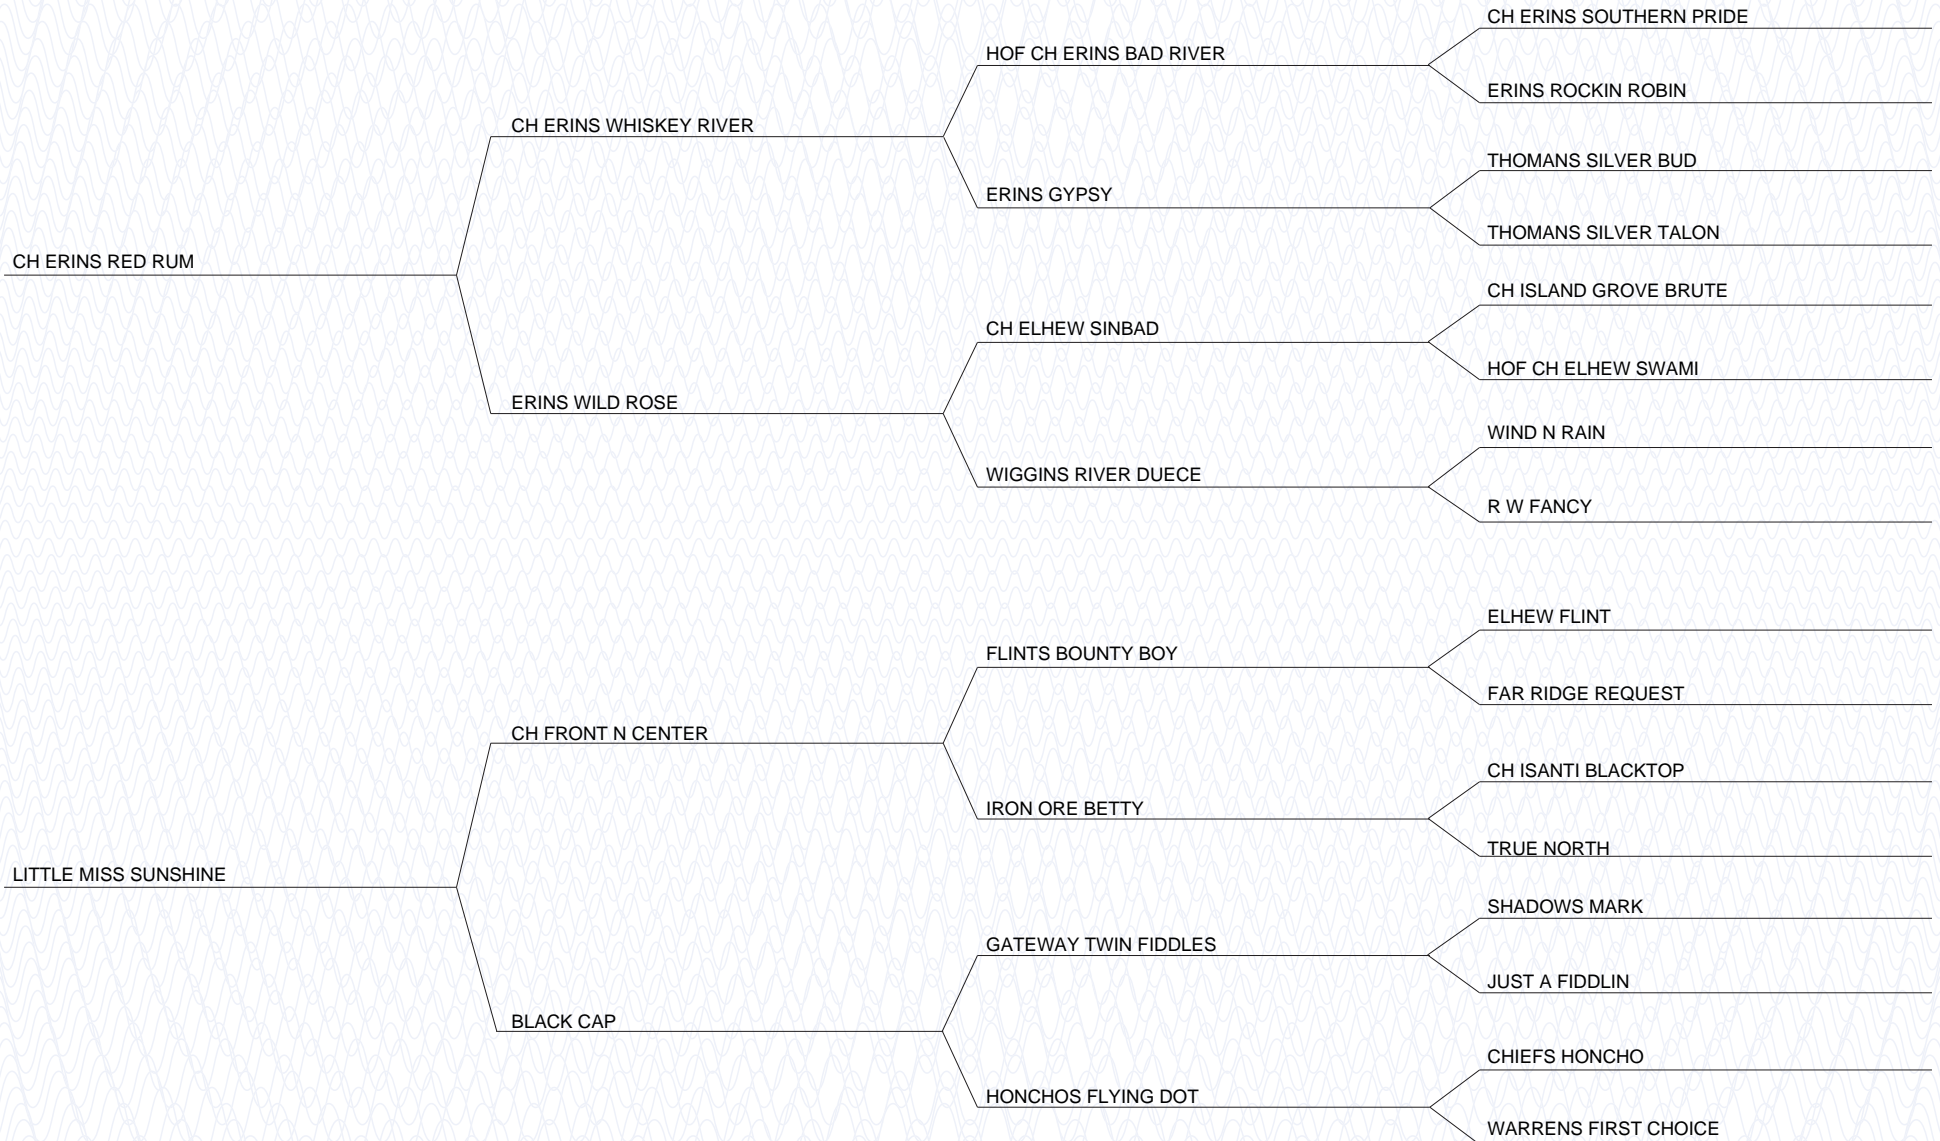 CH ERINS SOUTHERN PRIDE
HOF CH ERINS BAD RIVER
ERINS ROCKIN ROBIN
CH ERINS WHISKEY RIVER
THOMANS SILVER BUD
ERINS GYPSY
THOMANS SILVER TALON
CH ERINS RED RUM
CH ISLAND GROVE BRUTE
CH ELHEW SINBAD
HOF CH ELHEW SWAMI
ERINS WILD ROSE
WIND N RAIN
WIGGINS RIVER DUECE
R W FANCY
ELHEW FLINT
FLINTS BOUNTY BOY
FAR RIDGE REQUEST
CH FRONT N CENTER
CH ISANTI BLACKTOP
IRON ORE BETTY
TRUE NORTH
LITTLE MISS SUNSHINE
SHADOWS MARK
GATEWAY TWIN FIDDLES
JUST A FIDDLIN
BLACK CAP
CHIEFS HONCHO
HONCHOS FLYING DOT
WARRENS FIRST CHOICE